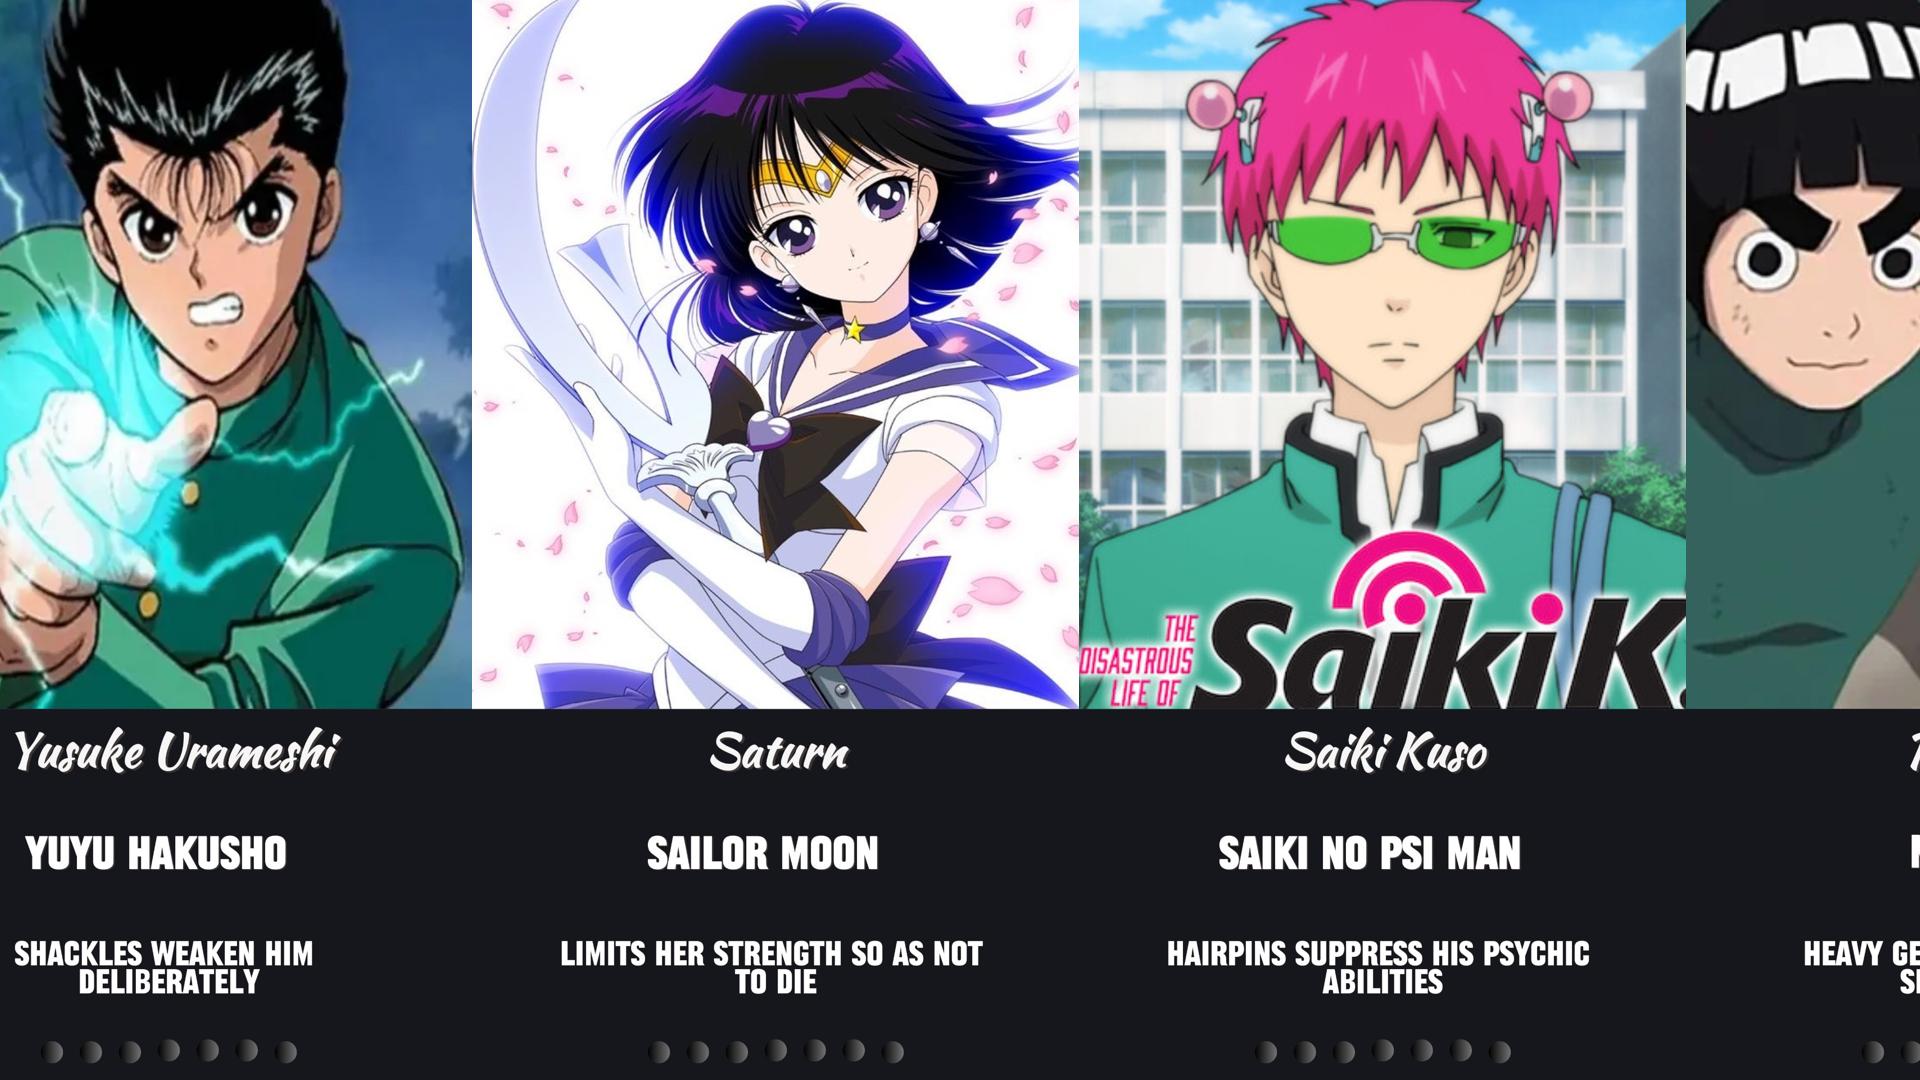 THE
DISASTROUS
LIFE OF
Saiki K.
Yusuke Urameshi
YUYU HAKUSHO
SHACKLES WEAKEN HIM
DELIBERATELY
Saturn
SAILOR MOON
LIMITS HER STRENGTH SO AS NOT
TO DIE
Saiki Kuso
SAIKI NO PSI MAN
HAIRPINS SUPPRESS HIS PSYCHIC
ABILITIES
HEAVY